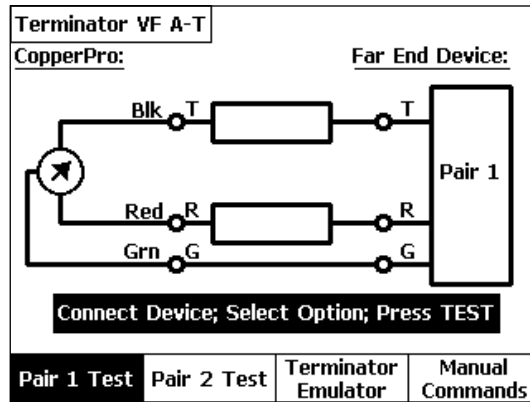 Terminator VF A-T
CopperPro: Far End Device:
Blk T T
Pair 1
Red R R
Grn G G
Connect Device; Select Option; Press TEST
Pair 1 Test Pair 2 Test Terminator Emulator Manual Commands